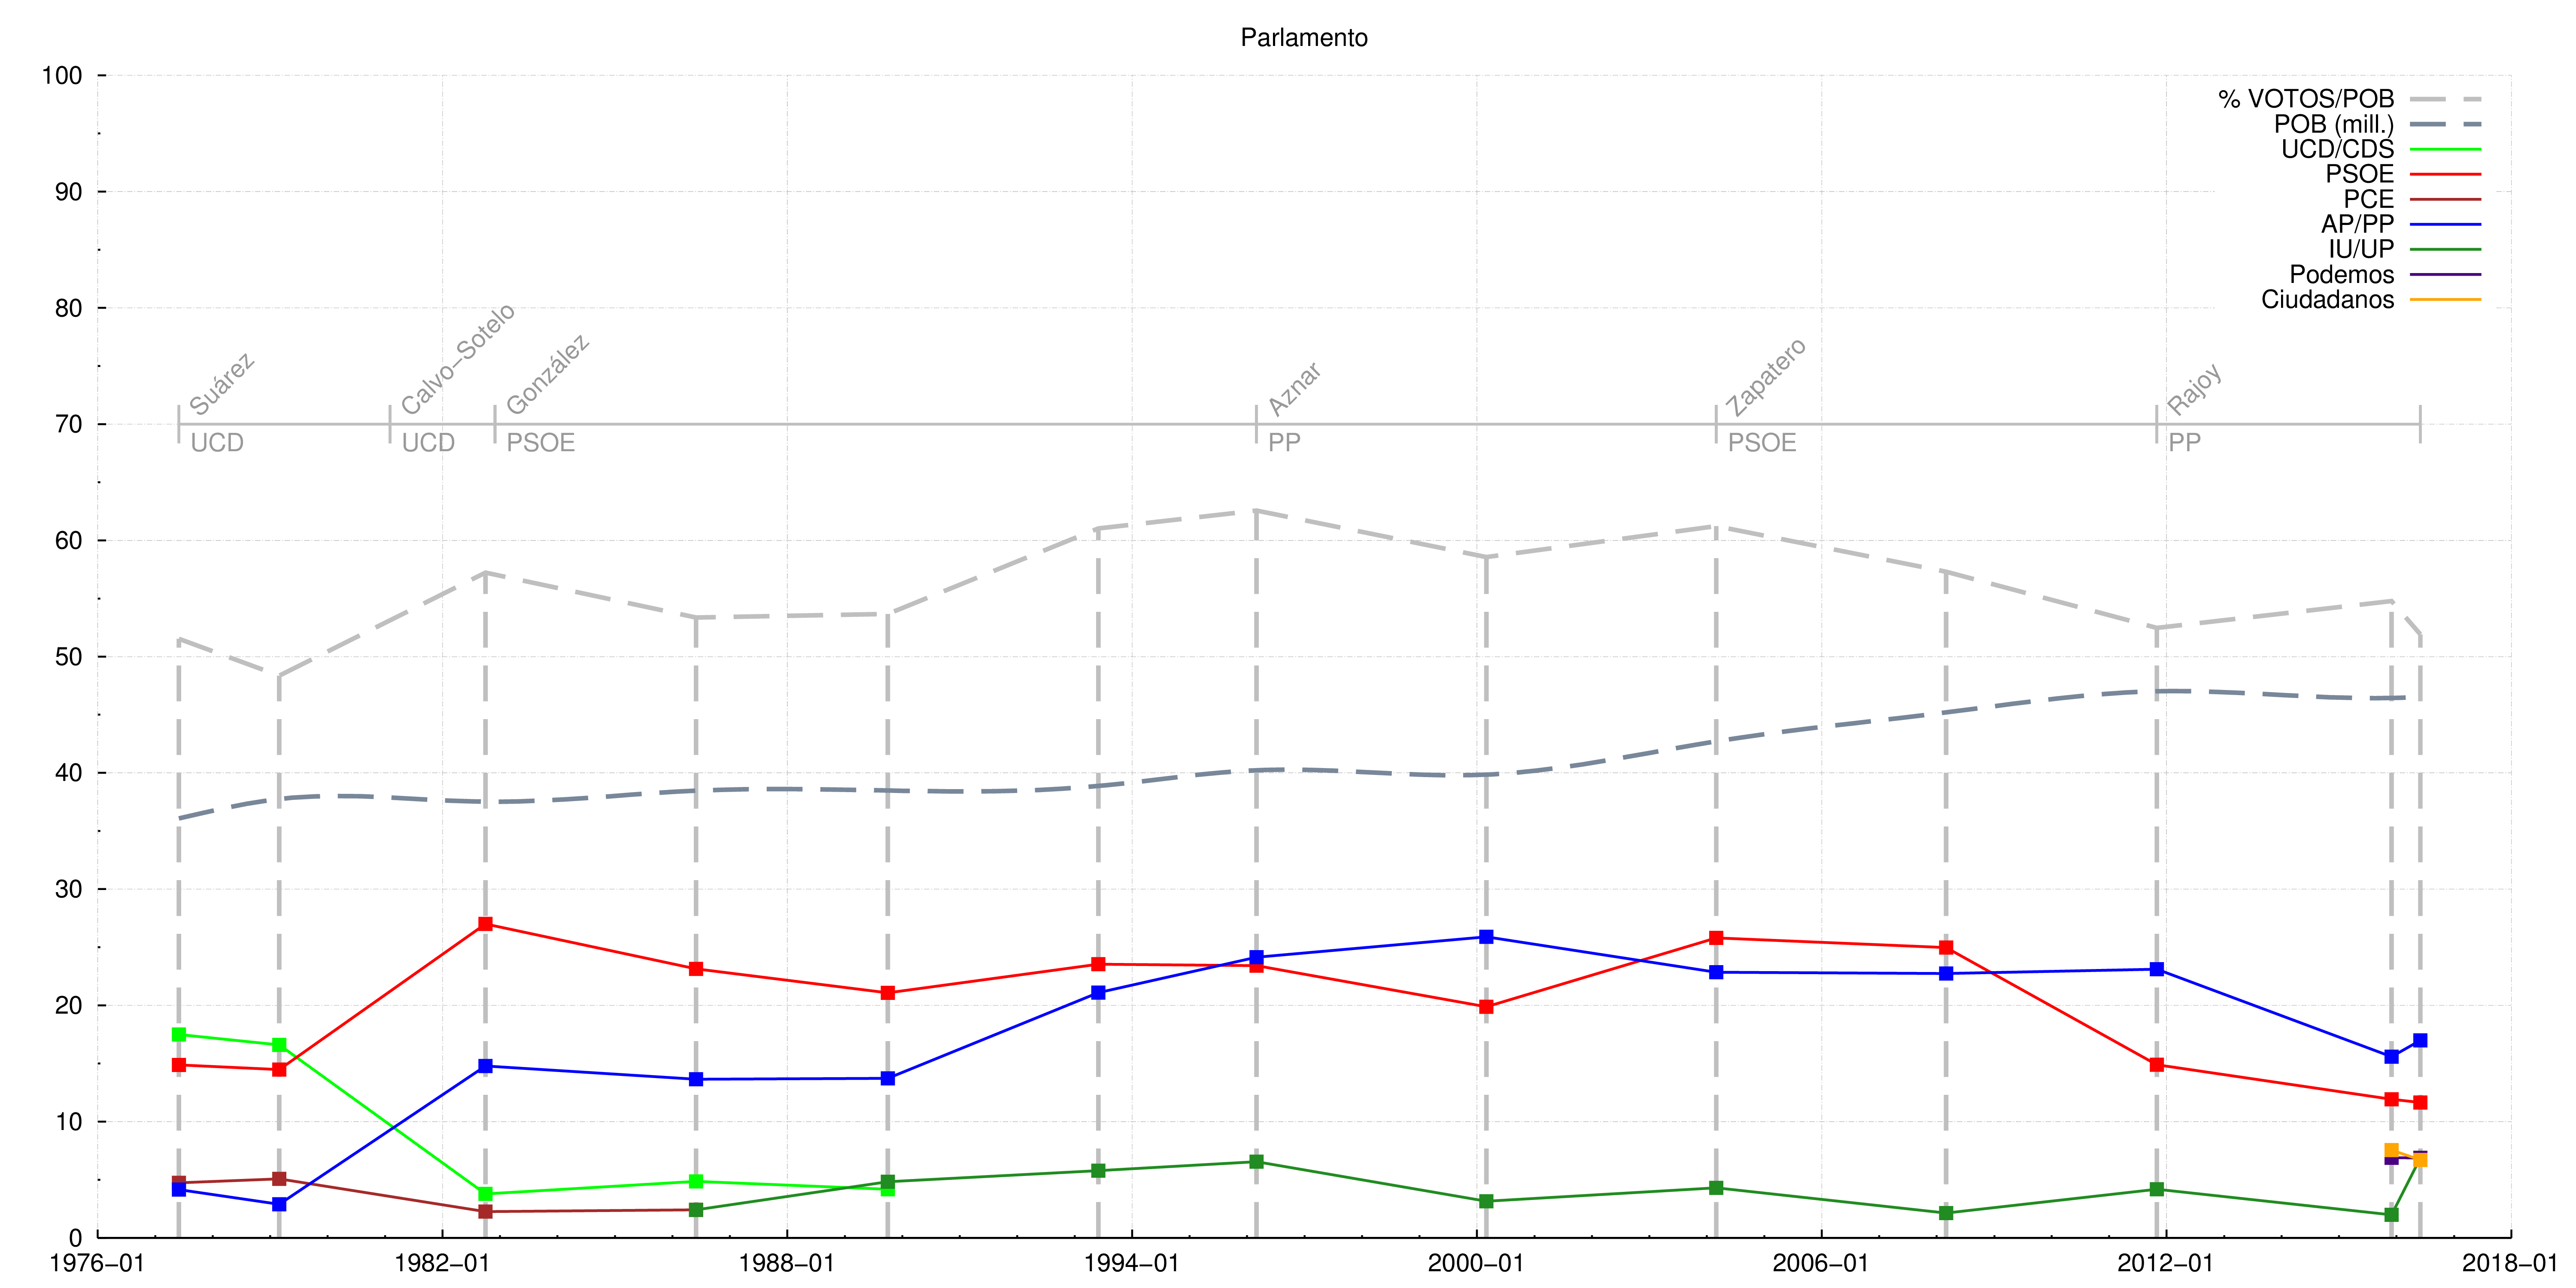 Parlamento
100
90
80
70
60
50
40
30
20
10
0
% VOTOS/POB
POB (mill.)
UCD/CDS
PSOE
PCE
AP/PP
IU/UP
Podemos
Ciudadanos
Suárez
Calvo−Sotelo
González
Aznar
Zapatero
Rajoy
UCD
UCD
PSOE
PP
PSOE
PP
1976−01
1982−01
1988−01
1994−01
2000−01
2006−01
2012−01
2018−01